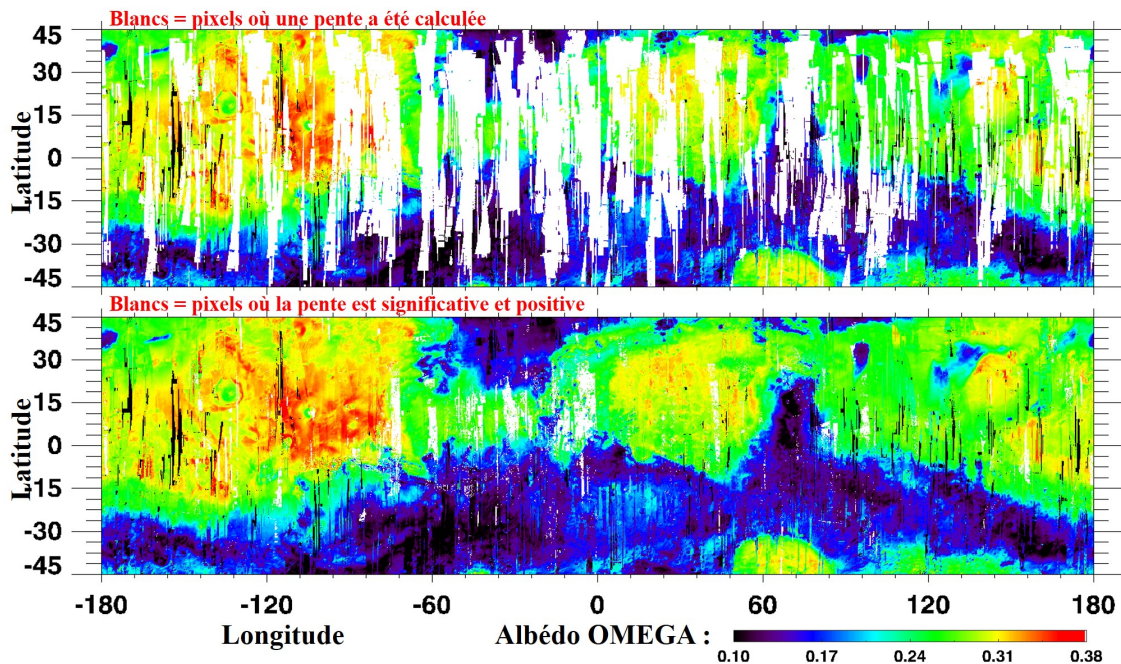 Blancs = pixels où une pente a été calculée
45
30
15
0
-15
-30
-45
Latitude
Blancs = pixels où la pente est significative et positive
45
30
15
0
-15
-30
-45
Latitude
-180 -120 -60 0 60 120 180
Longitude Albédo OMEGA :
0.10 0.17 0.24 0.31 0.38